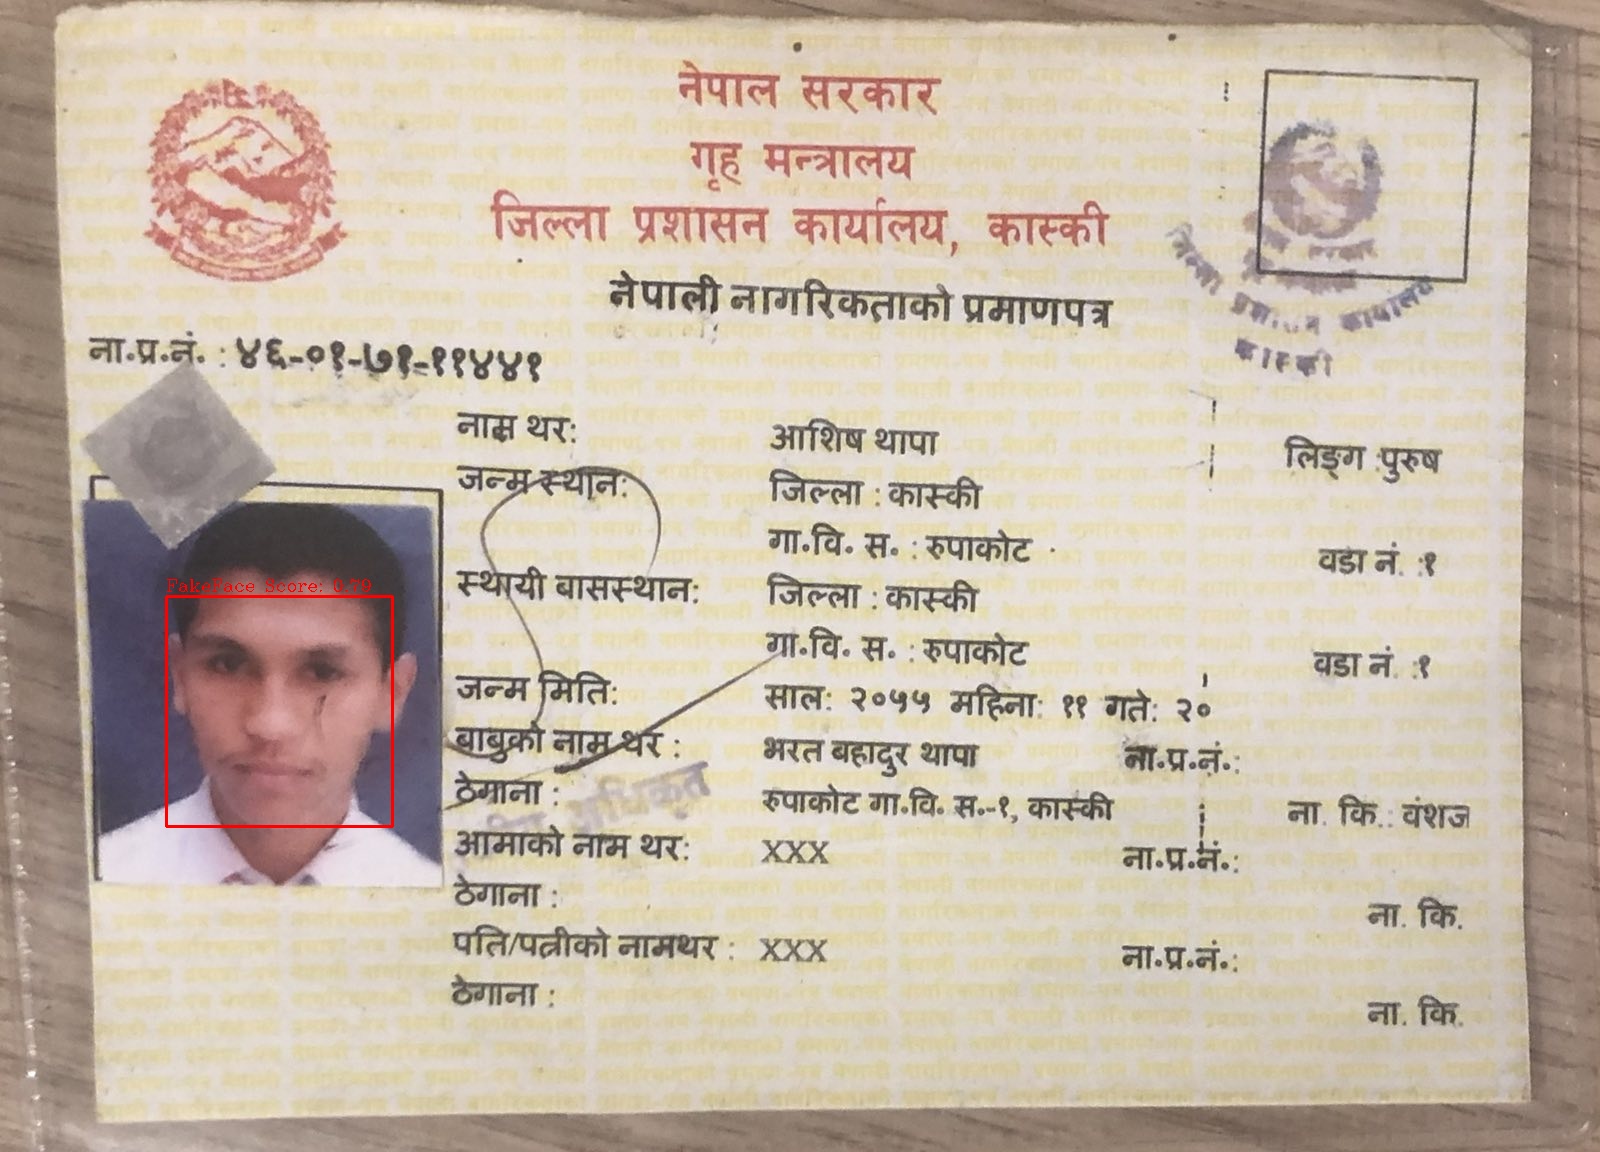 नेपाल सरकार
गृह मन्त्रालय
जिल्ला प्रशासन कार्यालय, कास्की
नेपाली नागरिकताको प्रमाणपत्र
जिल्ला प्रशासन कार्यालय
कास्की
ना.प्र.नं. : ४६-०१-७१-११४४१
नाम थर: आशिष थापा लिङ्ग :पुरुष
जन्म स्थान: जिल्ला : कास्की
गा.वि. स. : रुपाकोट वडा नं. :१
स्थायी बासस्थान: जिल्ला : कास्की
गा.वि. स. : रुपाकोट वडा नं. :१
जन्म मिति: साल: २०५५ महिना: ११ गते: २०
बाबुको नाम थर : भरत बहादुर थापा ना.प्र.नं.:
ठेगाना : रुपाकोट गा.वि. स.-१, कास्की ना. कि.: वंशज
अधिकृत
आमाको नाम थर: XXX ना.प्र.नं.:
ठेगाना : ना. कि.
पति/पत्नीको नामथर : XXX ना.प्र.नं.:
ठेगाना : ना. कि.
FakeFace Score: 0.79